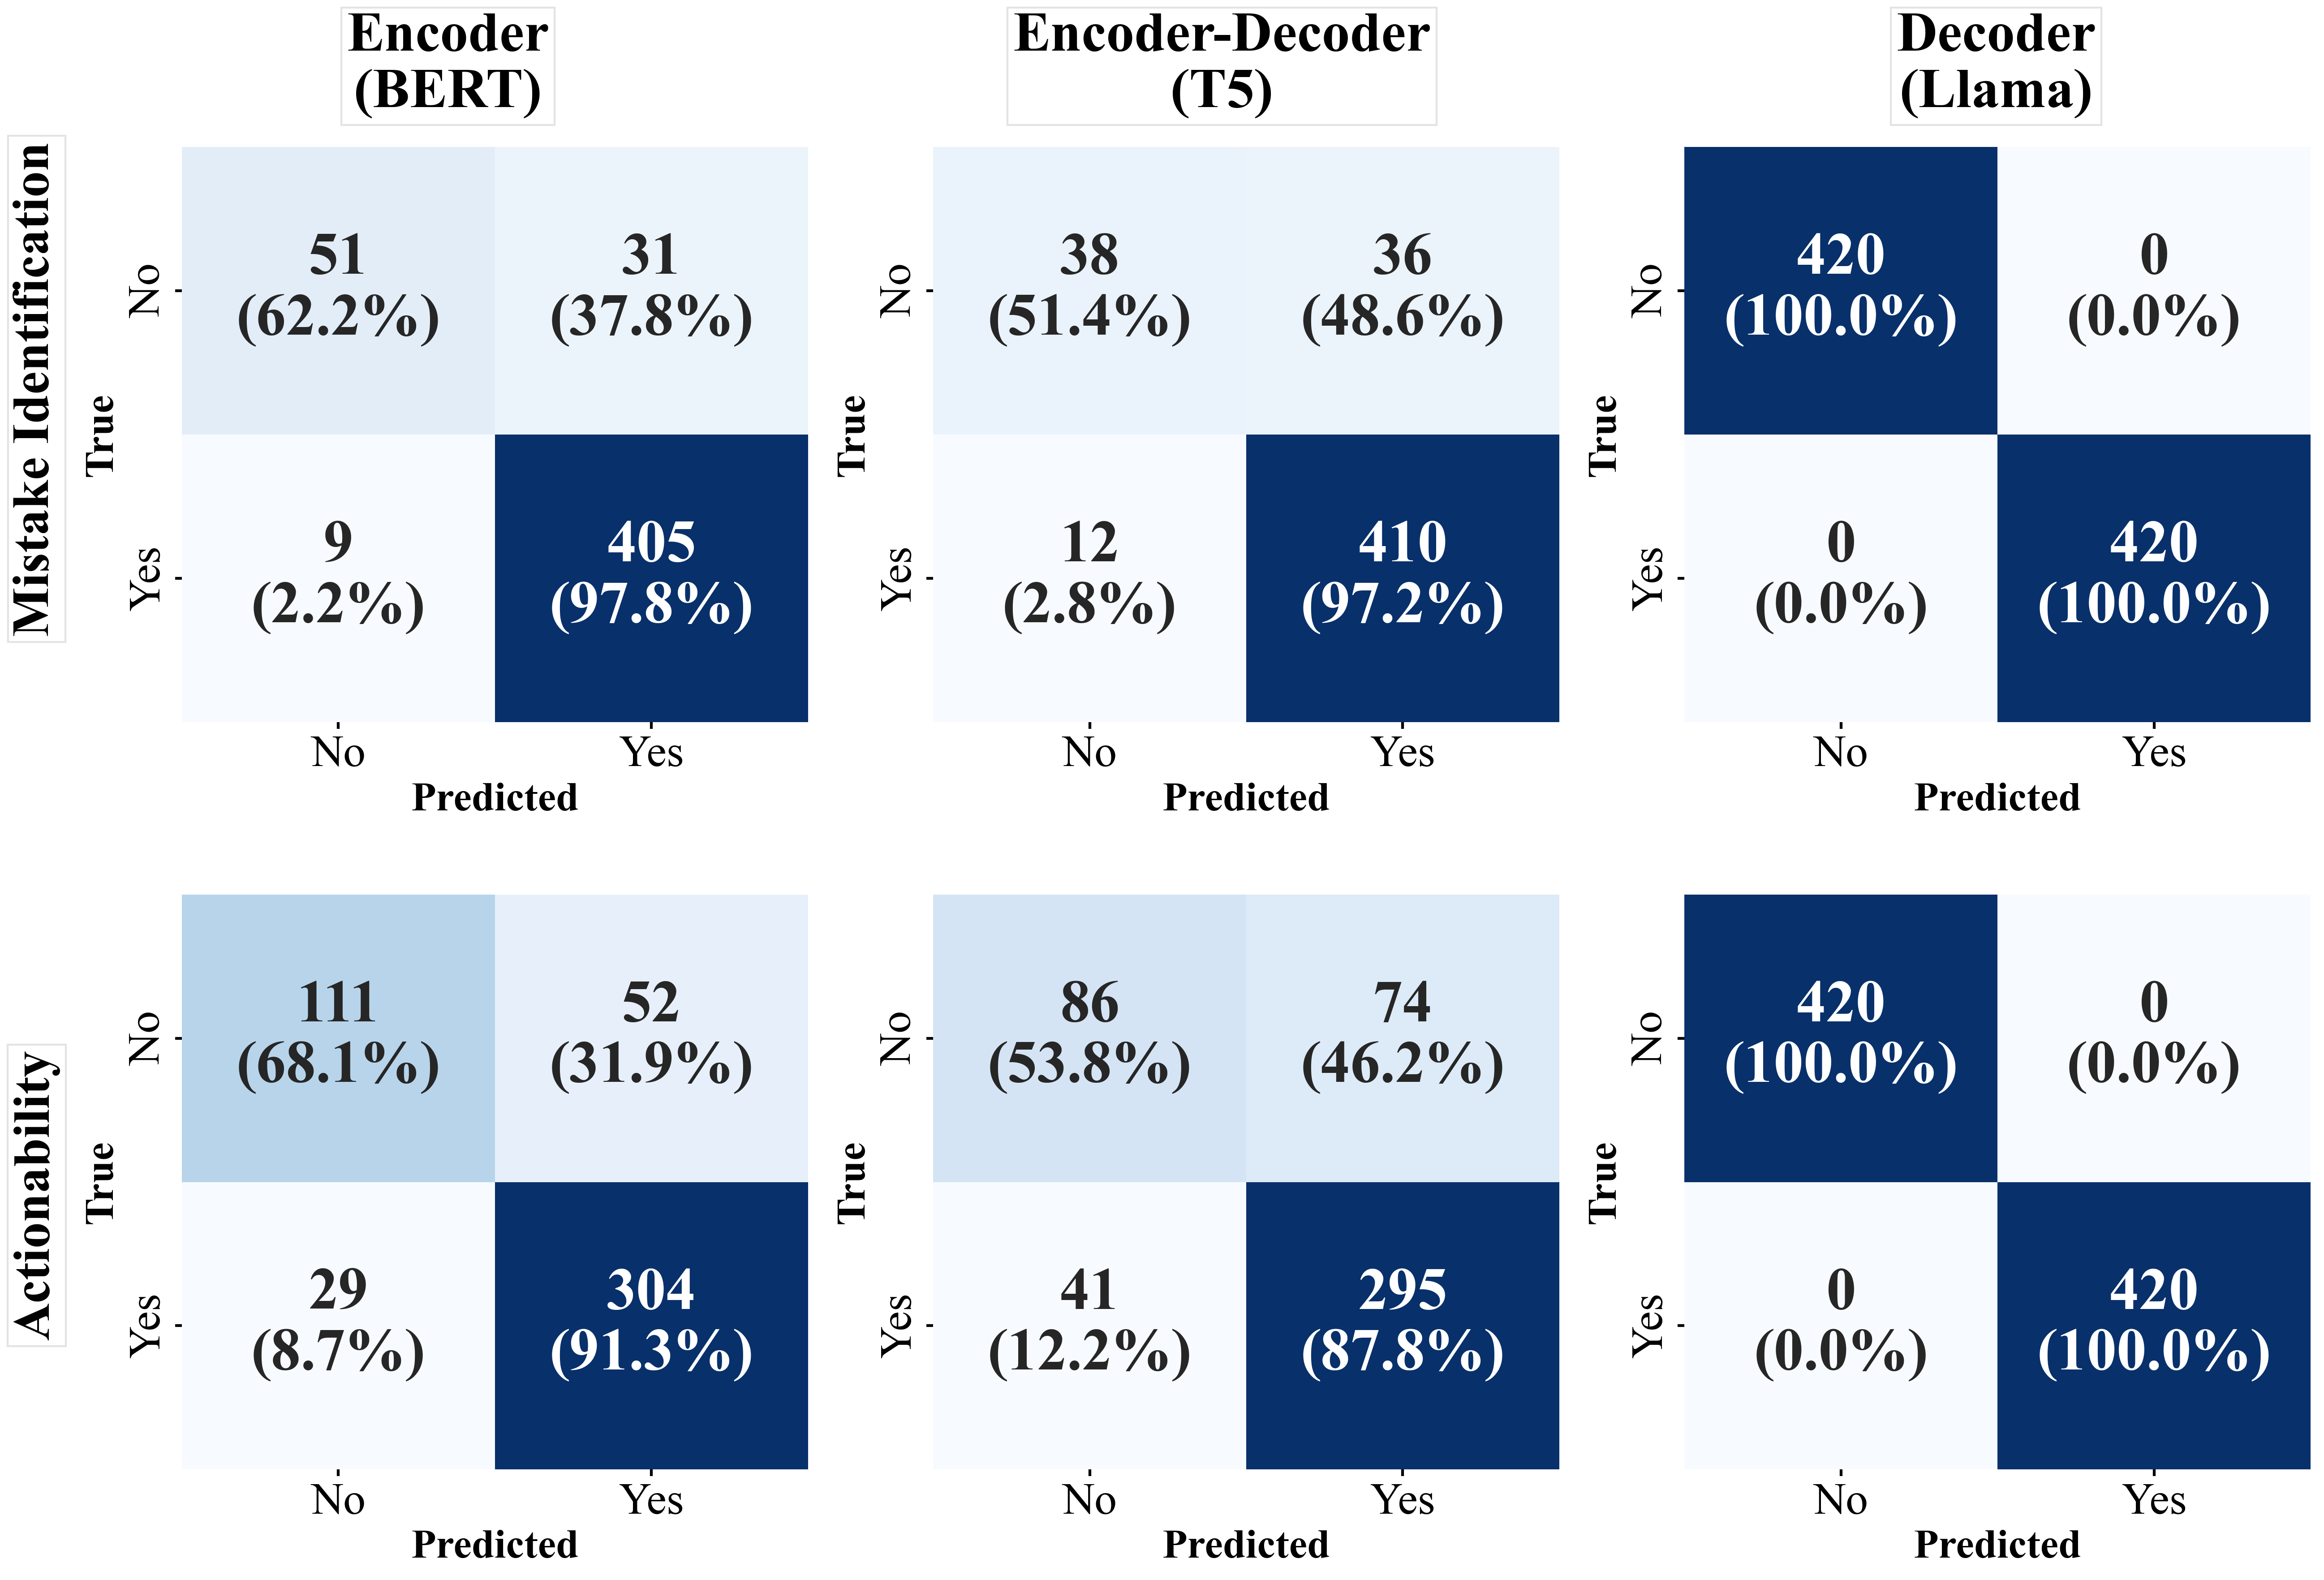 Encoder
(BERT)
Encoder-Decoder
(T5)
Decoder
(Llama)
Mistake Identification
True
No
Yes
51
(62.2%)
31
(37.8%)
9
(2.2%)
405
(97.8%)
No
Yes
Predicted
True
No
Yes
38
(51.4%)
36
(48.6%)
12
(2.8%)
410
(97.2%)
No
Yes
Predicted
True
No
Yes
420
(100.0%)
0
(0.0%)
0
(0.0%)
420
(100.0%)
No
Yes
Predicted
Actionability
True
No
Yes
111
(68.1%)
52
(31.9%)
29
(8.7%)
304
(91.3%)
No
Yes
Predicted
True
No
Yes
86
(53.8%)
74
(46.2%)
41
(12.2%)
295
(87.8%)
No
Yes
Predicted
True
No
Yes
420
(100.0%)
0
(0.0%)
0
(0.0%)
420
(100.0%)
No
Yes
Predicted